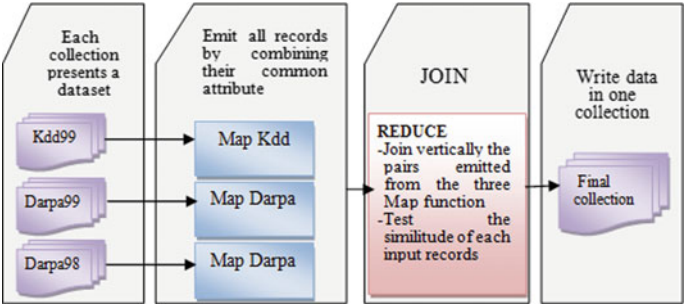 Each
collection
presents a
dataset
Kdd99
Darpa99
Darpa98
Emit all records
by combining
their common
attribute
Map Kdd
Map Darpa
Map Darpa
JOIN
REDUCE
-Join vertically the
pairs emitted
from the three
Map function
-Test the
similitude of each
input records
Write data
in one
collection
Final
collection